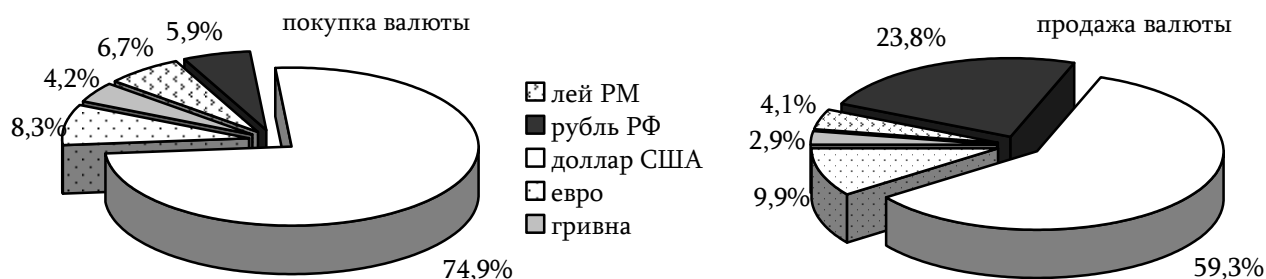 покупка валюты
5,9%
6,7%
4,2%
8,3%
74,9%
лей РМ
рубль РФ
доллар США
евро
гривна
продажа валюты
23,8%
4,1%
2,9%
9,9%
59,3%